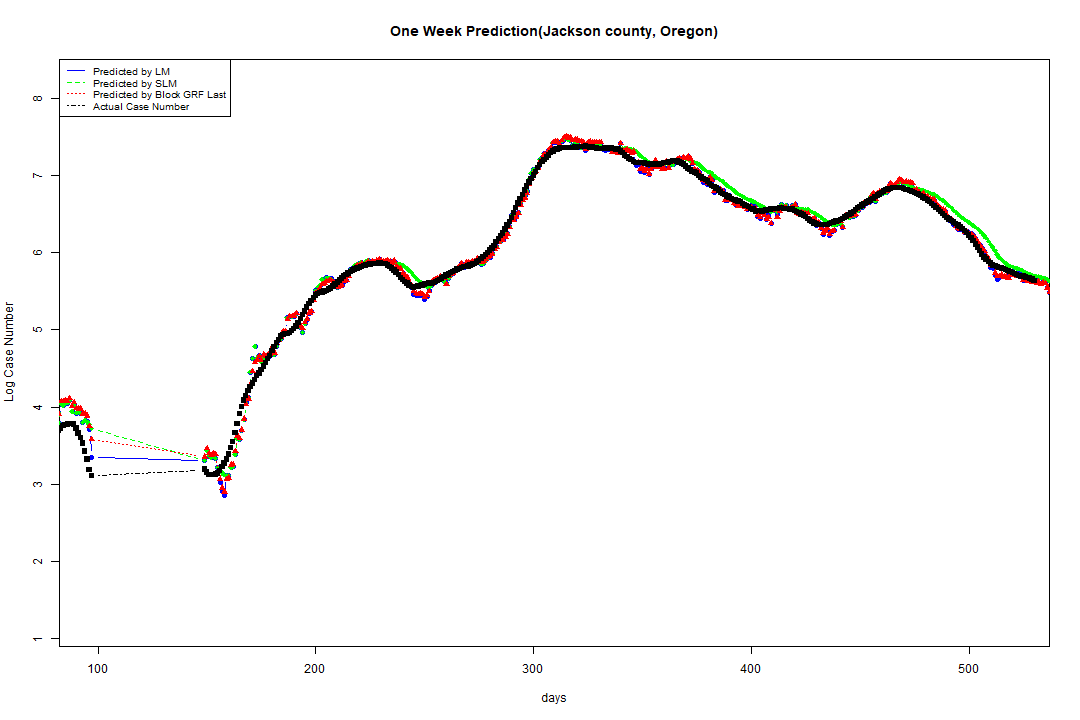 One Week Prediction(Jackson county, Oregon)
Predicted by LM
Predicted by SLM
Predicted by Block GRF Last
Actual Case Number
8
7
6
5
4
3
2
1
Log Case Number
100 200 300 400 500
days